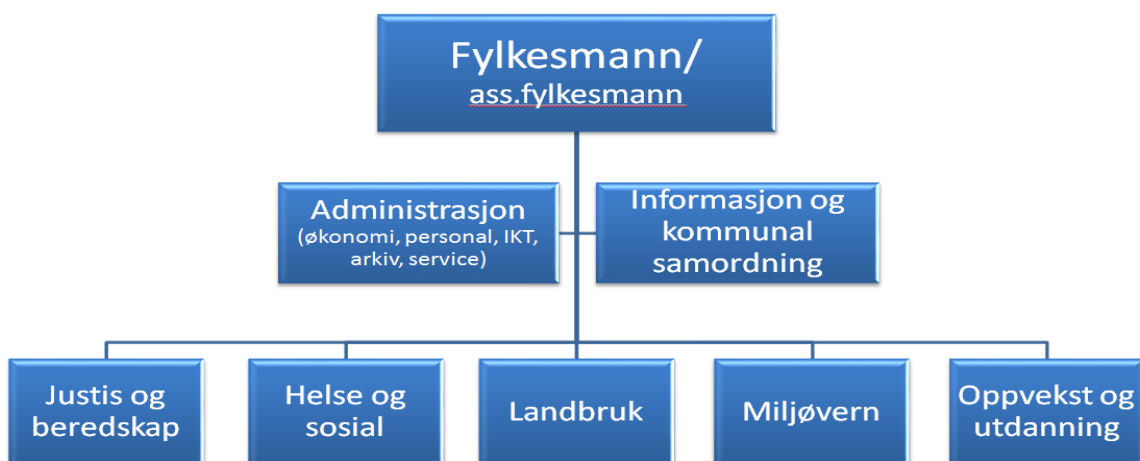 Fylkesmann/
ass.fylkesmann
Administrasjon
(økonomi, personal, IKT,
arkiv, service)
Informasjon og
kommunal
samordning
Justis og
beredskap
Helse og
sosial
Landbruk
Miljøvern
Oppvekst og
utdanning